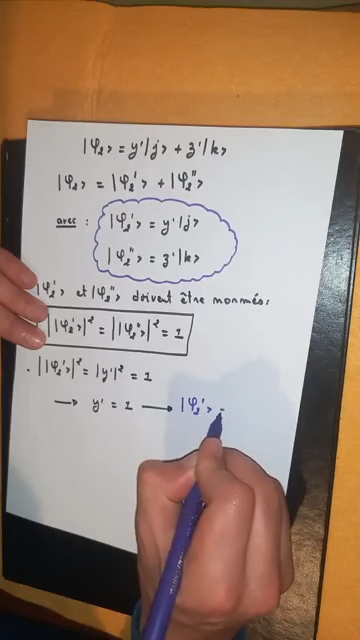 |φ₂⟩ = y'|j⟩ + z'|k⟩
|φ₂⟩ = |φ₂'⟩ + |φ₂''⟩
avec : |φ₂'⟩ = y'|j⟩
|φ₂''⟩ = z'|k⟩
|φ₂'⟩ et |φ₂''⟩ doivent être normés:
||φ₂'⟩|² = ||φ₂''⟩|² = 1
. ||φ₂'⟩|² = |y'|² = 1
→ y' = 1 → |φ₂'⟩ =